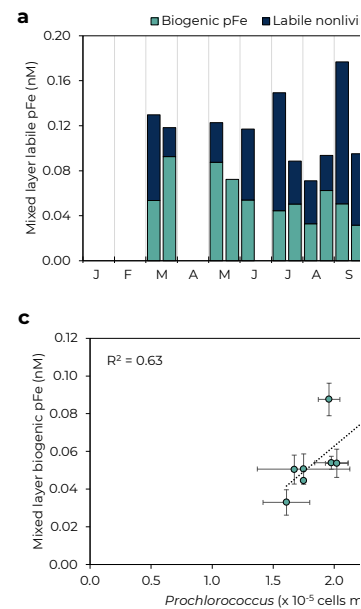 a
Biogenic pFe Labile nonlivi
Mixed layer labile pFe (nM)
0.20
0.16
0.12
0.08
0.04
0.00
J F M A M J J A S
c
Mixed layer biogenic pFe (nM)
0.12
0.10
0.08
0.06
0.04
0.02
0.00
R² = 0.63
0.0 0.5 1.0 1.5 2.0
Prochlorococcus (x 10⁻⁵ cells m